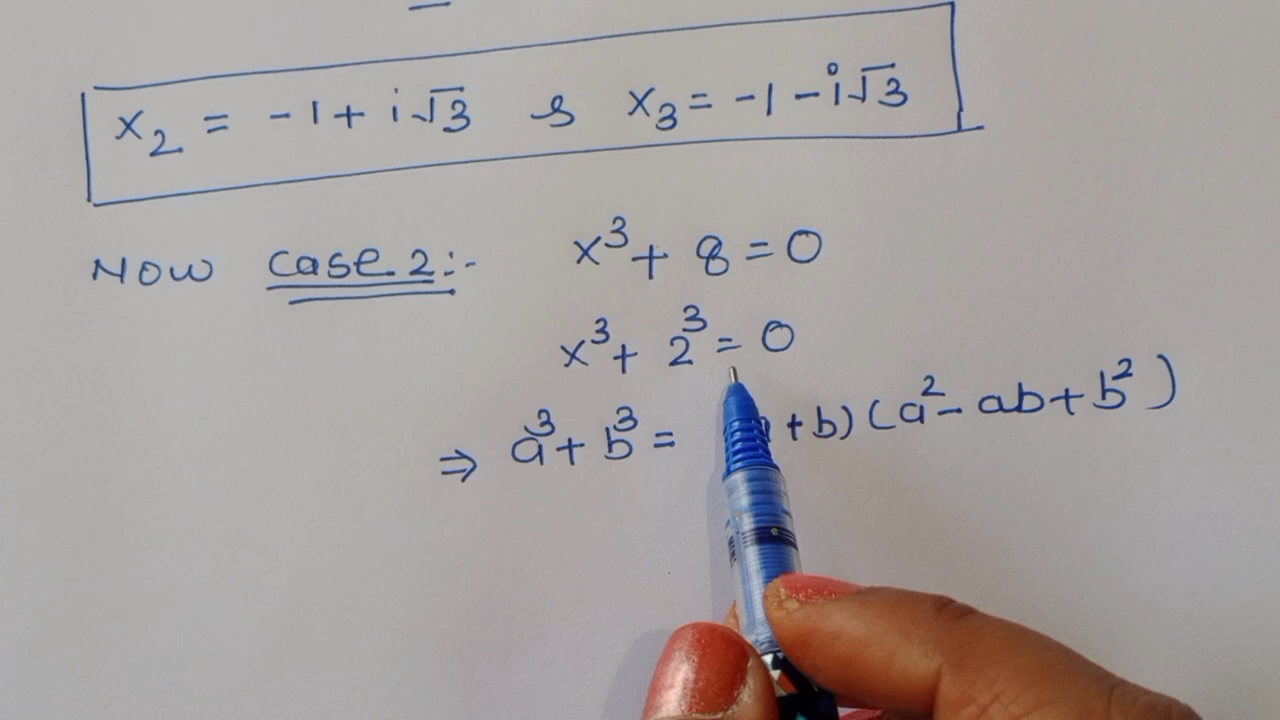 x₂ = -1 + i√3 & x₃ = -1 - i√3
Now case 2:- x³ + 8 = 0
x³ + 2³ = 0
⇒ a³ + b³ = +b)(a² - ab + b²)